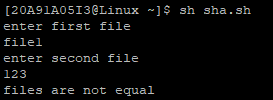 [20A91A05I3@Linux ~]$ sh sha.sh
enter first file
file1
enter second file
123
files are not equal